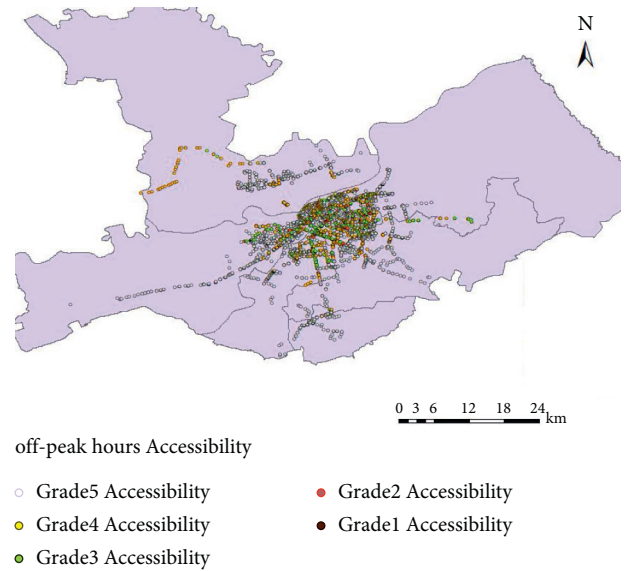 N
0 3 6 12 18 24
km
off-peak hours Accessibility
Grade5 Accessibility
Grade2 Accessibility
Grade4 Accessibility
Grade1 Accessibility
Grade3 Accessibility